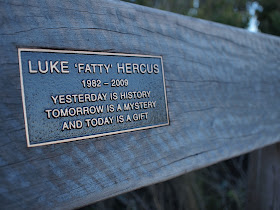 LUKE 'FATTY' HERCUS
1982 – 2009
YESTERDAY IS HISTORY
TOMORROW IS A MYSTERY
AND TODAY IS A GIFT